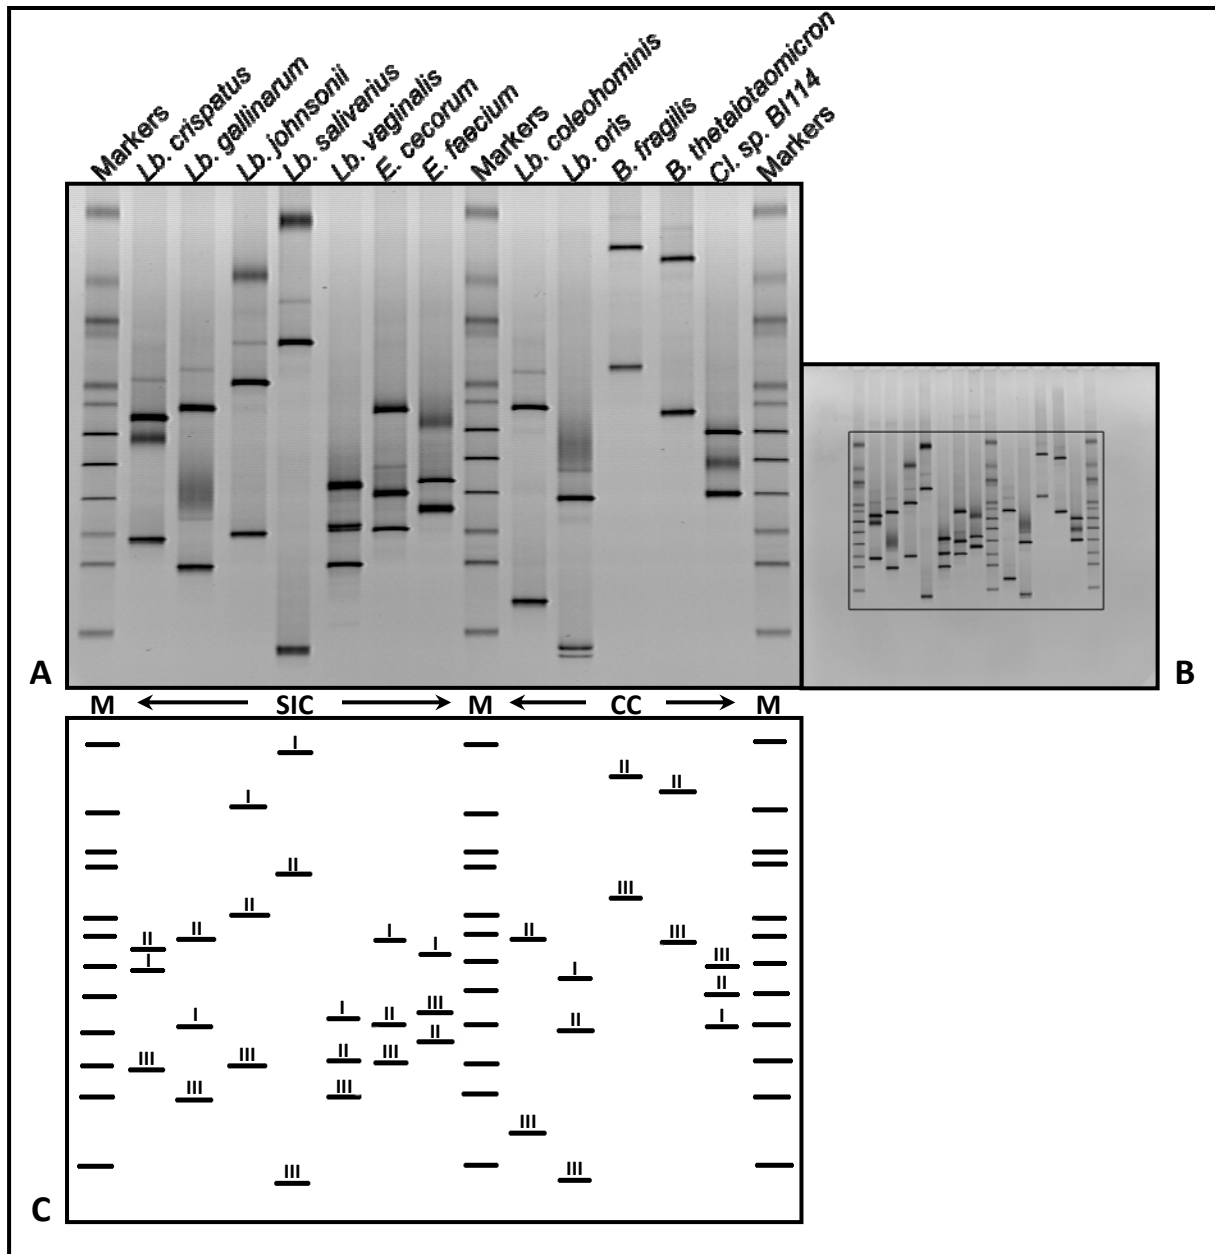 Markers
Lb. crispatus
Lb. gallinarum
Lb. johnsonii
Lb. salivarius
Lb. vaginalis
E. cecorum
E. faecium
Markers
Lb. coleohominis
Lb. oris
B. fragilis
B. thetaiotaomicron
Cl. sp. BI114
Markers
A
B
M SIC M CC M
I
II II
I
II
III
II
II I II II I III
I I III
I II
I I II III II II I
III III II III
III III III
III
III III
C